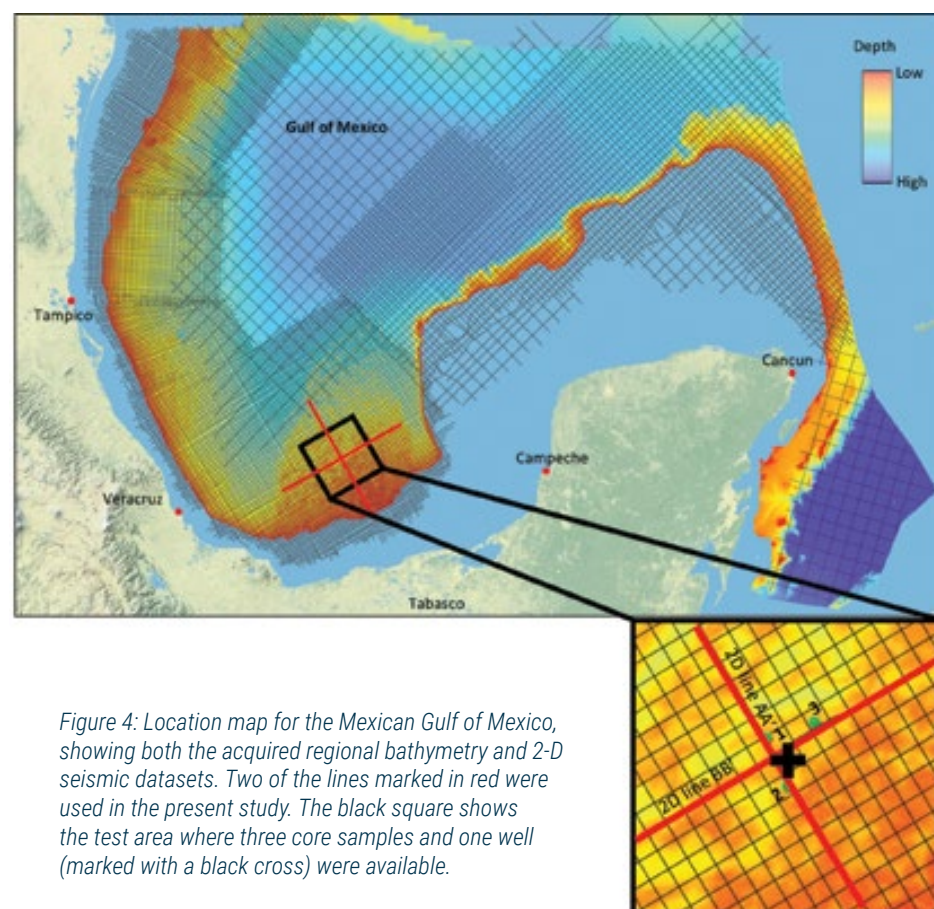 Depth
Low
High
Gulf of Mexico
Tampico
Cancun
Campeche
Veracruz
Tabasco
2D line AA'
1
3
2
2D line BB'
Figure 4: Location map for the Mexican Gulf of Mexico,
showing both the acquired regional bathymetry and 2-D
seismic datasets. Two of the lines marked in red were
used in the present study. The black square shows
the test area where three core samples and one well
(marked with a black cross) were available.